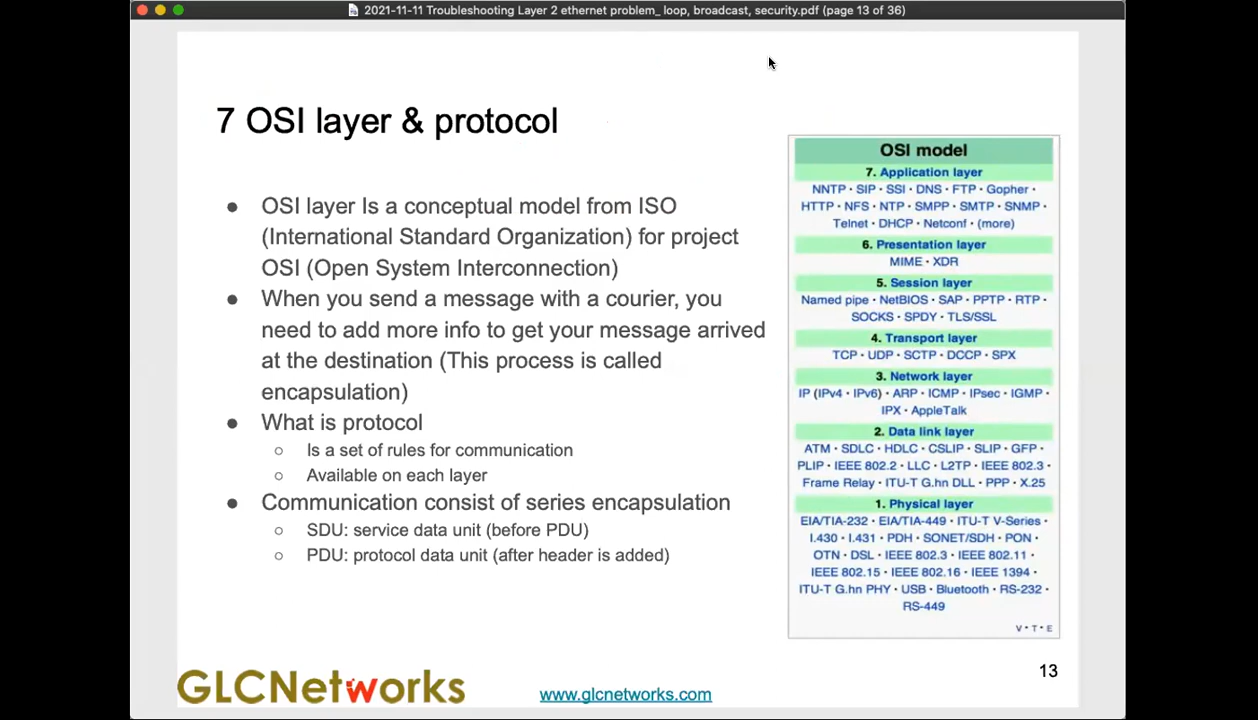 2021-11-11 Troubleshooting Layer 2 ethernet problem_ loop, broadcast, security.pdf (page 13 of 36)
7 OSI layer & protocol
● OSI layer Is a conceptual model from ISO
(International Standard Organization) for project
OSI (Open System Interconnection)
● When you send a message with a courier, you
need to add more info to get your message arrived
at the destination (This process is called
encapsulation)
● What is protocol
○ Is a set of rules for communication
○ Available on each layer
● Communication consist of series encapsulation
○ SDU: service data unit (before PDU)
○ PDU: protocol data unit (after header is added)
OSI model
7. Application layer
NNTP · SIP · SSI · DNS · FTP · Gopher ·
HTTP · NFS · NTP · SMPP · SMTP · SNMP ·
Telnet · DHCP · Netconf · (more)
6. Presentation layer
MIME · XDR
5. Session layer
Named pipe · NetBIOS · SAP · PPTP · RTP ·
SOCKS · SPDY · TLS/SSL
4. Transport layer
TCP · UDP · SCTP · DCCP · SPX
3. Network layer
IP (IPv4 · IPv6) · ARP · ICMP · IPsec · IGMP ·
IPX · AppleTalk
2. Data link layer
ATM · SDLC · HDLC · CSLIP · SLIP · GFP ·
PLIP · IEEE 802.2 · LLC · L2TP · IEEE 802.3 ·
Frame Relay · ITU-T G.hn DLL · PPP · X.25
1. Physical layer
EIA/TIA-232 · EIA/TIA-449 · ITU-T V-Series ·
I.430 · I.431 · PDH · SONET/SDH · PON ·
OTN · DSL · IEEE 802.3 · IEEE 802.11 ·
IEEE 802.15 · IEEE 802.16 · IEEE 1394 ·
ITU-T G.hn PHY · USB · Bluetooth · RS-232 ·
RS-449
V · T · E
13
GLCNetworks
www.glcnetworks.com